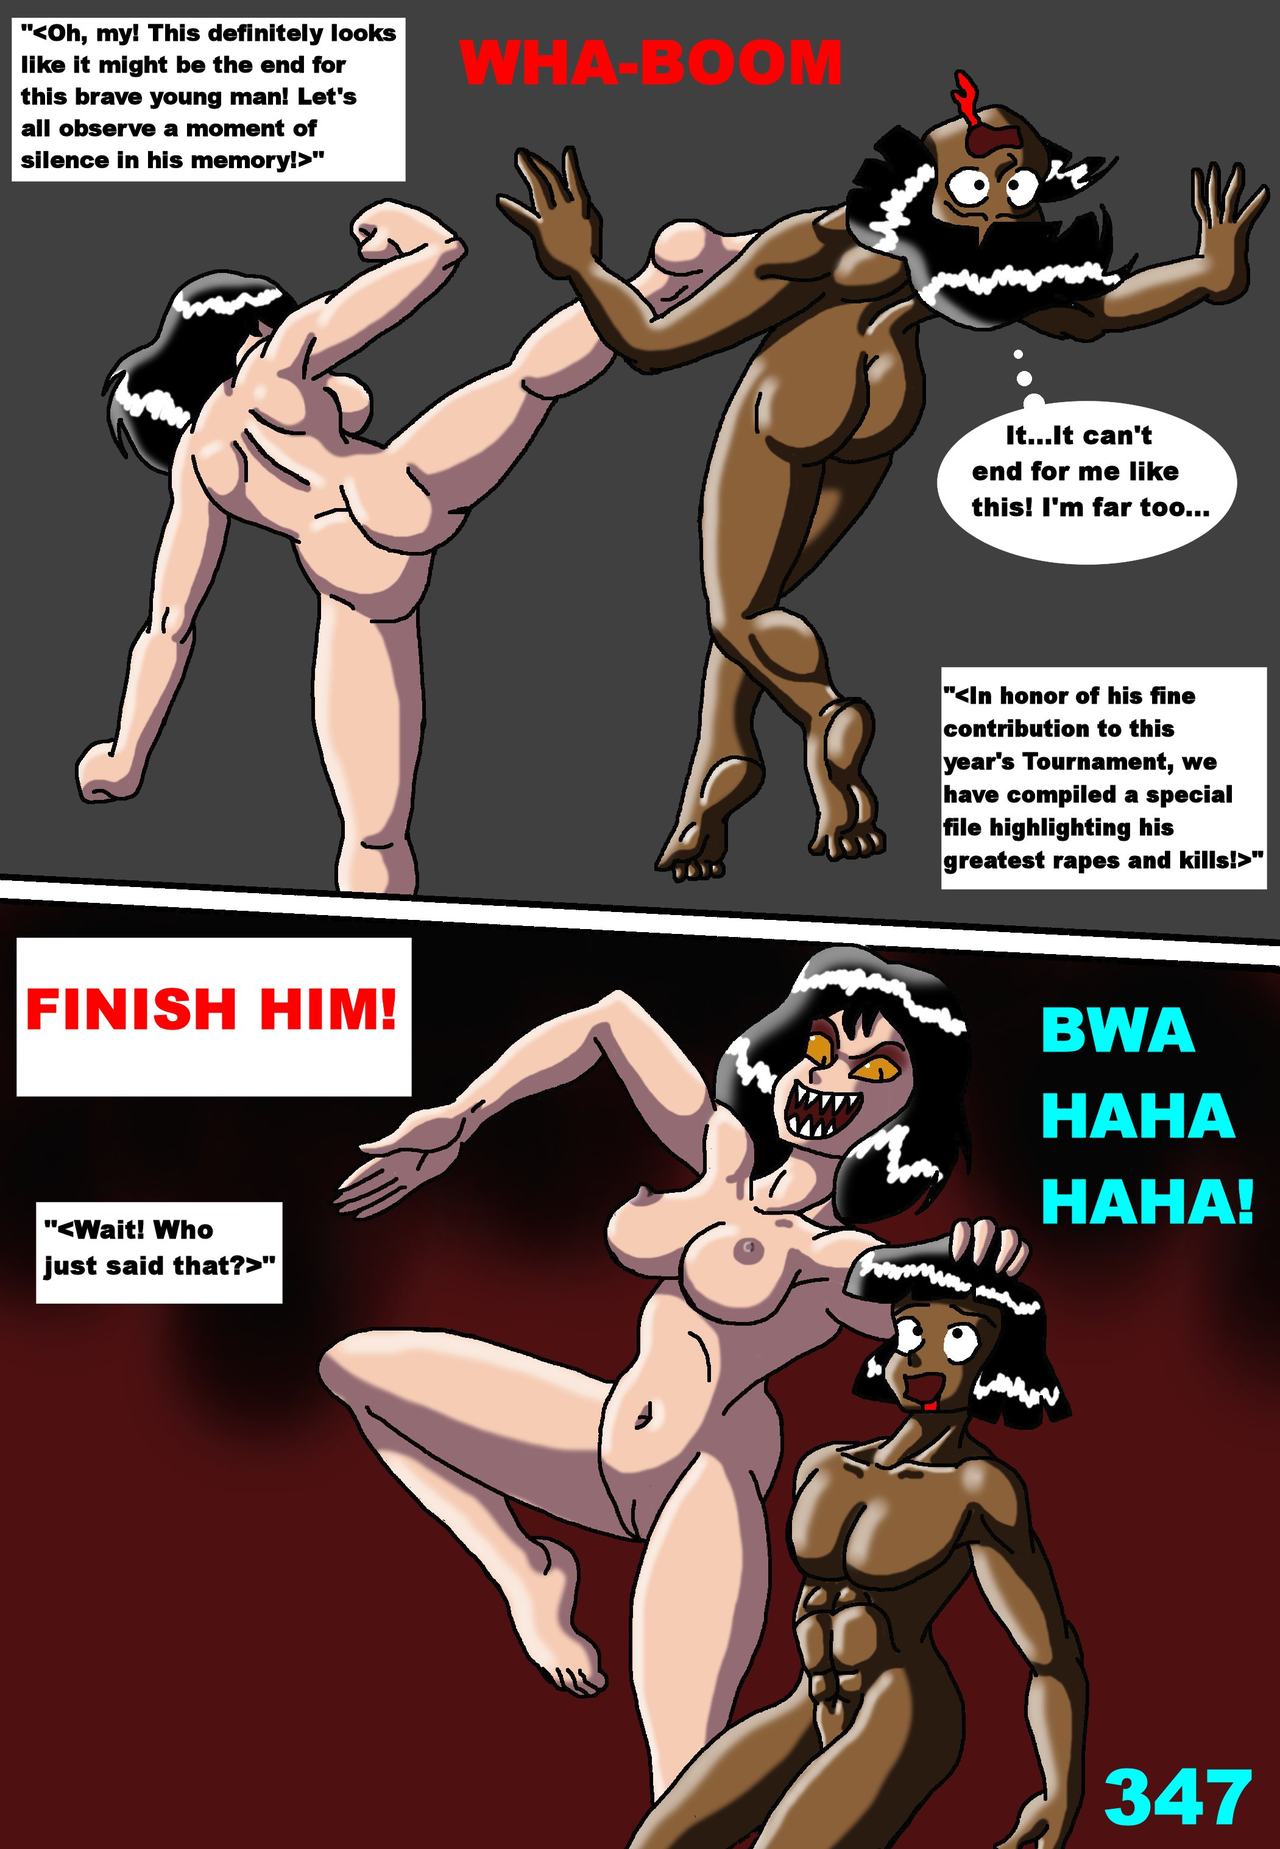 "<Oh, my! This definitely looks
like it might be the end for
this brave young man! Let's
all observe a moment of
silence in his memory!>"
WHA-BOOM
It...It can't
end for me like
this! I'm far too...
"<In honor of his fine
contribution to this
year's Tournament, we
have compiled a special
file highlighting his
greatest rapes and kills!>"
FINISH HIM!
BWA
HAHA
HAHA!
"<Wait! Who
just said that?>"
347